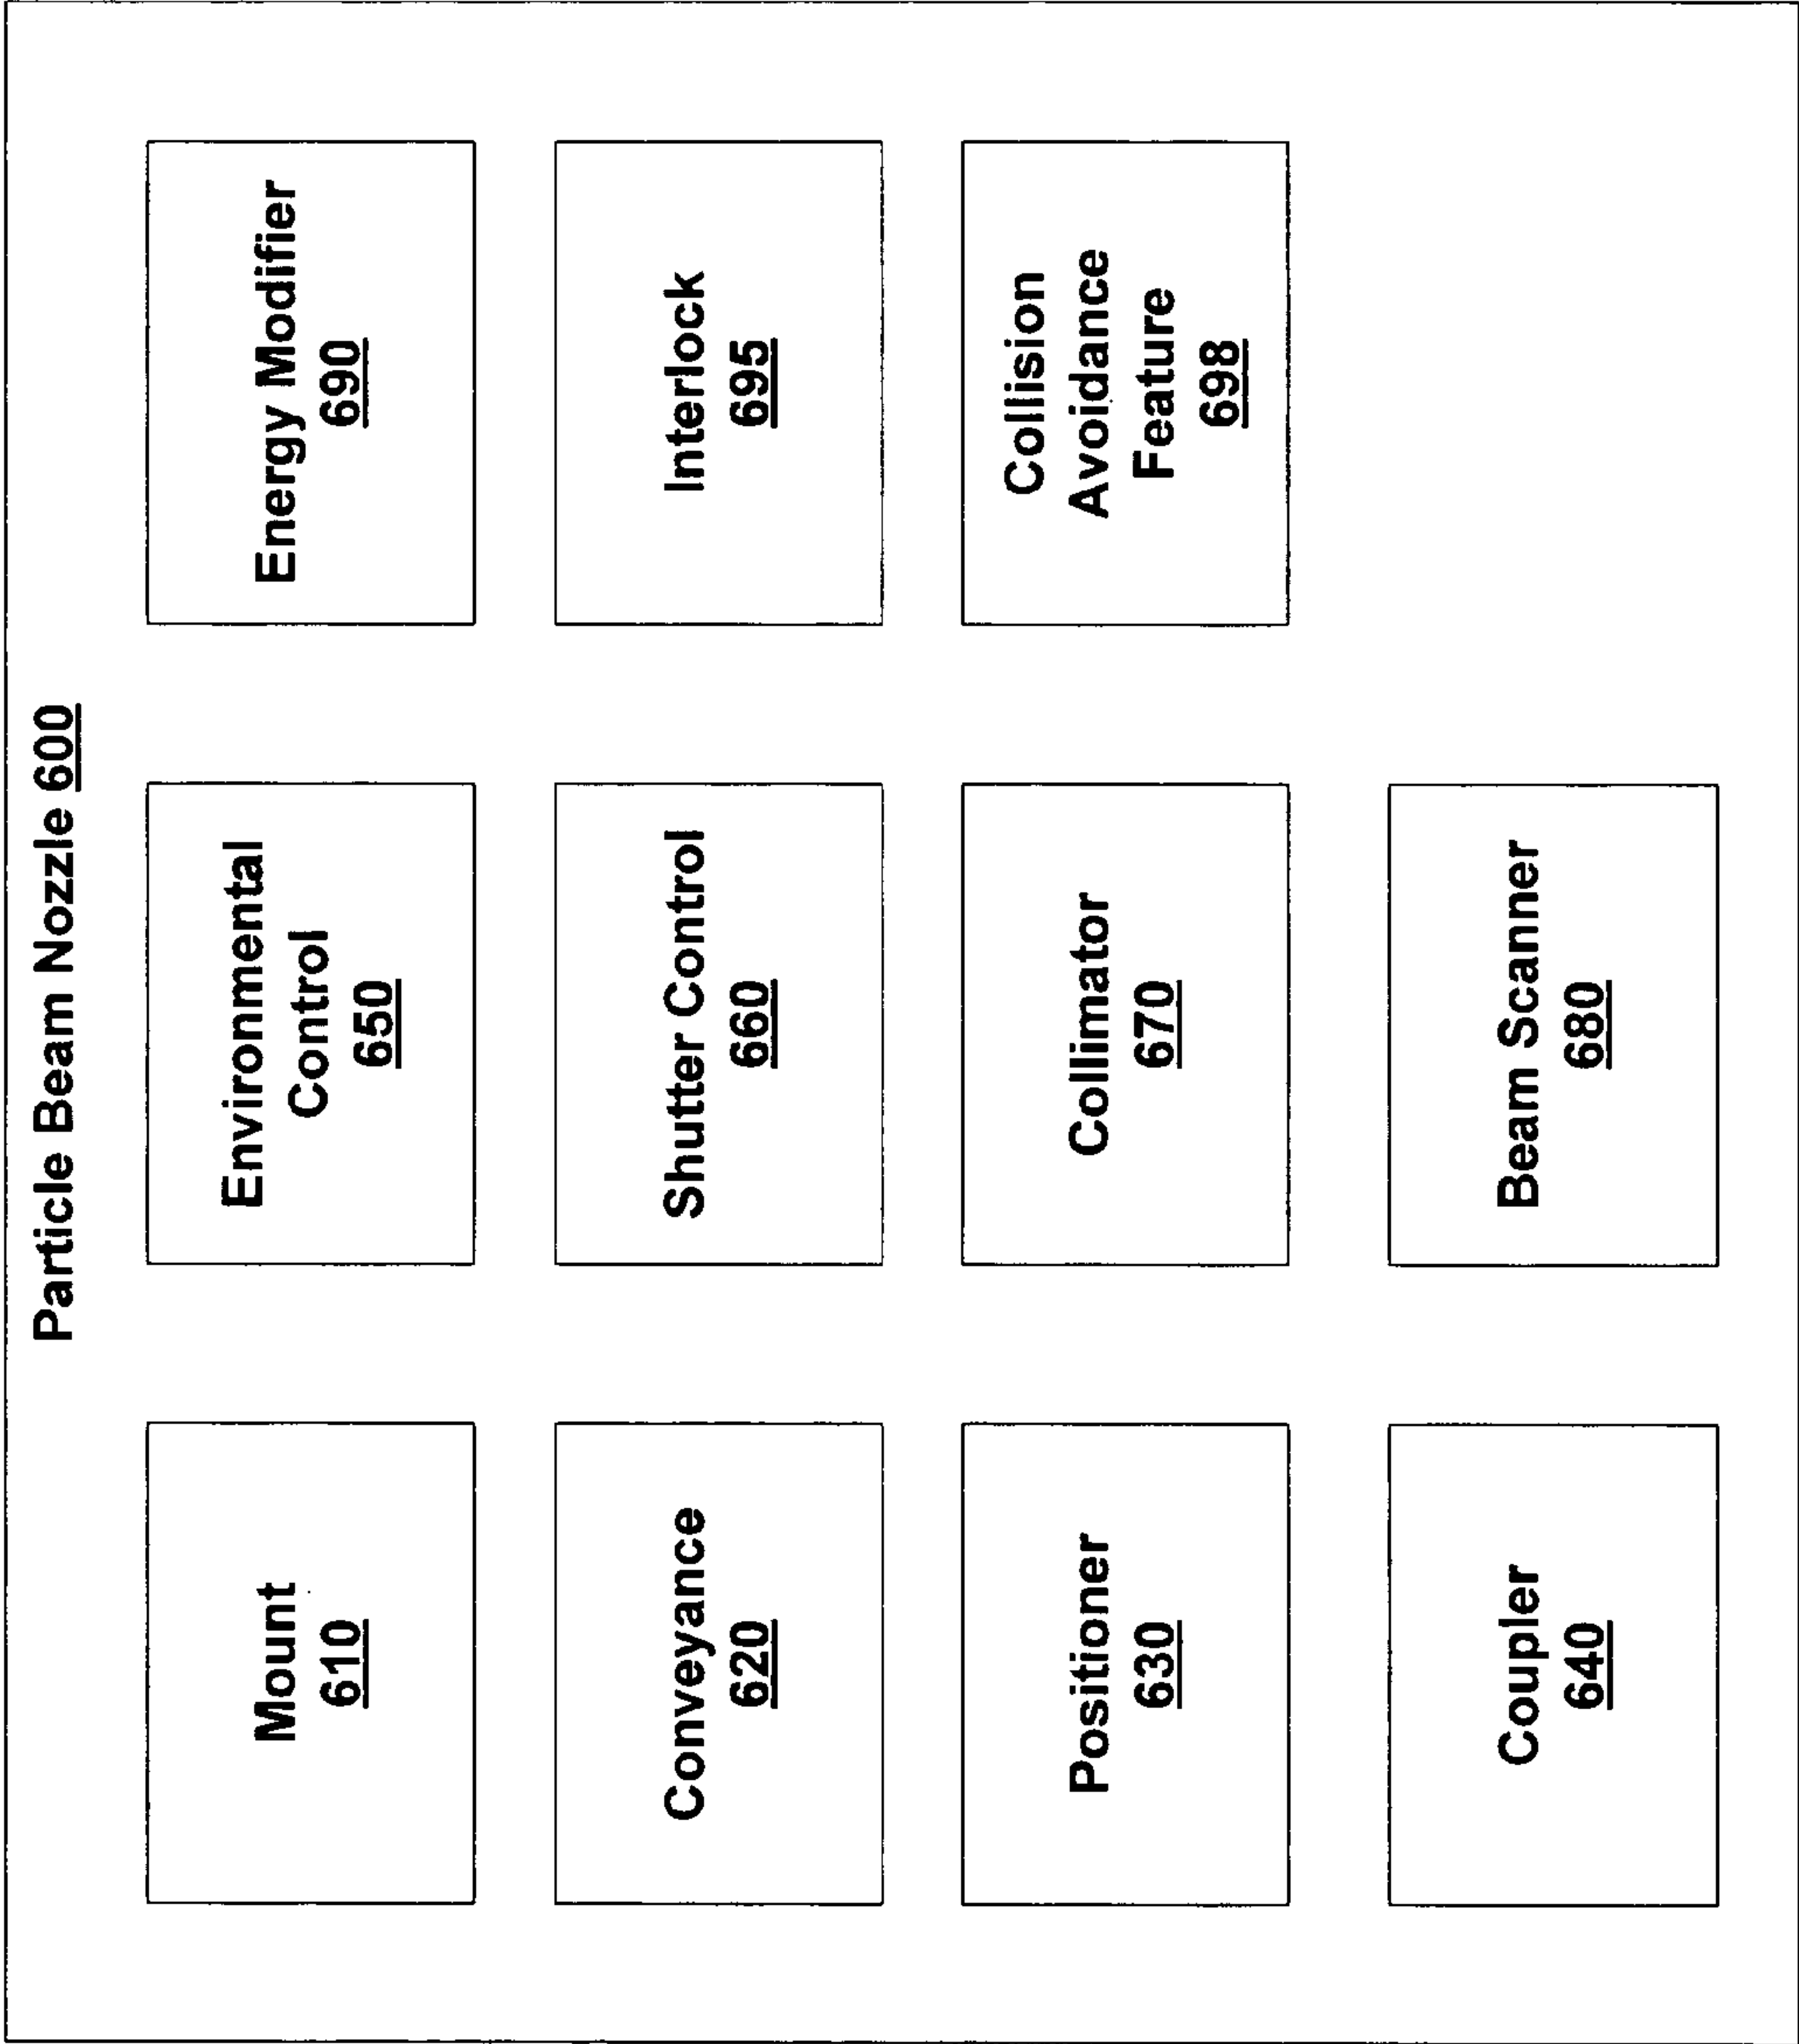 Particle Beam Nozzle 600
Mount
610
Conveyance
620
Positioner
630
Coupler
640
Environmental
Control
650
Shutter Control
660
Collimator
670
Beam Scanner
680
Energy Modifier
690
Interlock
695
Collision
Avoidance
Feature
698